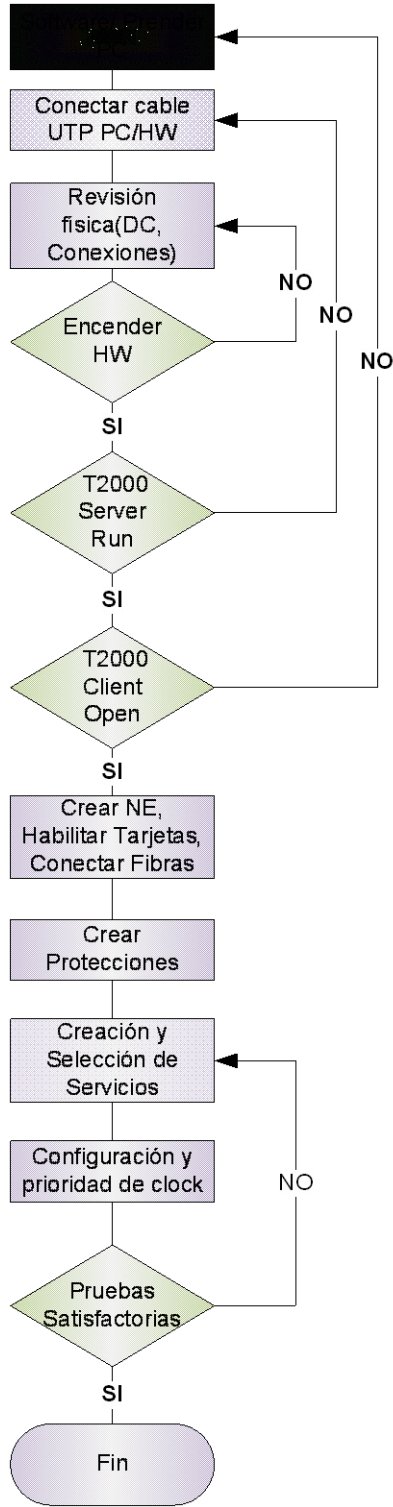 Software: Prender
Conectar cable
UTP PC/HW
Revisión
física(DC,
Conexiones)
NO
Encender
HW
NO
NO
SI
T2000
Server
Run
SI
T2000
Client
Open
SI
Crear NE,
Habilitar Tarjetas,
Conectar Fibras
Crear
Protecciones
Creación y
Selección de
Servicios
Configuración y
prioridad de clock
NO
Pruebas
Satisfactorias
SI
Fin